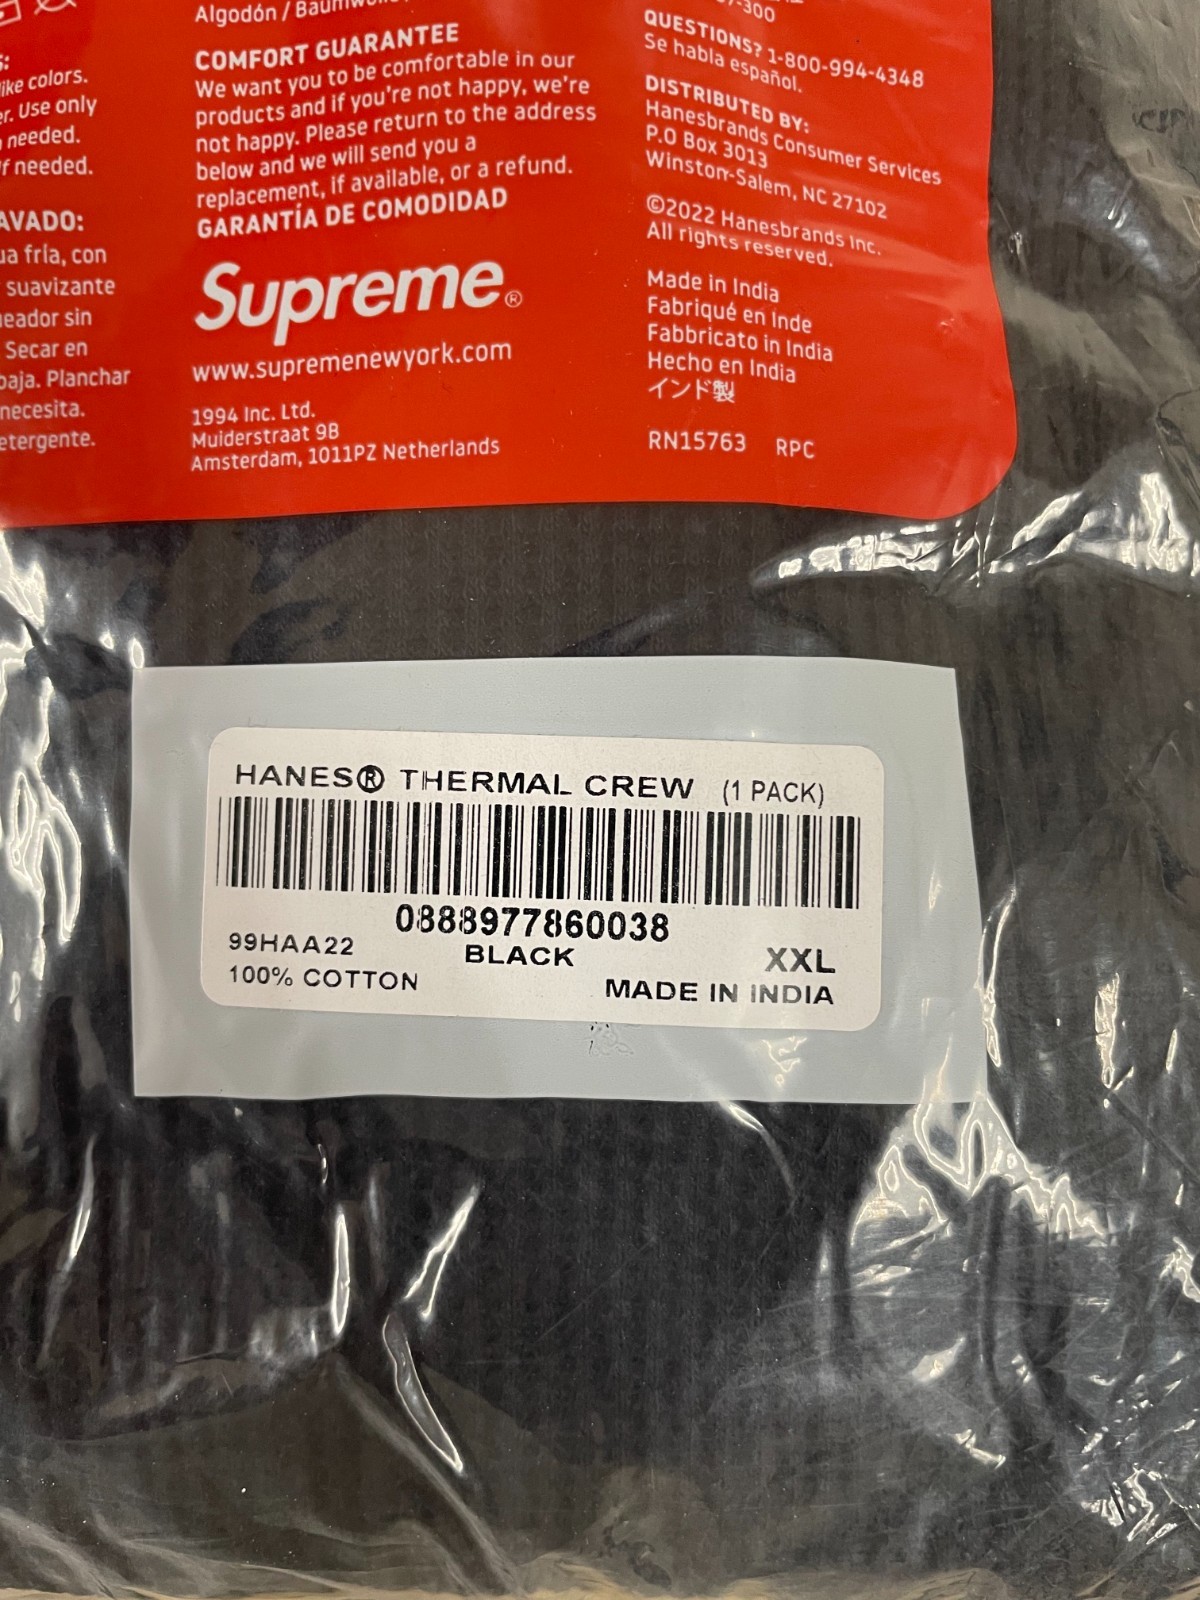 :
like colors.
er. Use only
needed.
if needed.
AVADO:
ua fría, con
suavizante
ueador sin
Secar en
baja. Planchar
necesita.
etergente.
Algodón /
COMFORT GUARANTEE
We want you to be comfortable in our
products and if you're not happy, we're
not happy. Please return to the address
below and we will send you a
replacement, if available, or a refund.
GARANTÍA DE COMODIDAD
Supreme®
www.supremenewyork.com
1994 Inc. Ltd.
Muiderstraat 9B
Amsterdam, 1011PZ Netherlands
7-300
QUESTIONS? 1-800-994-4348
Se habla español.
DISTRIBUTED BY:
Hanesbrands Consumer Services
P.O Box 3013
Winston-Salem, NC 27102
©2022 Hanesbrands Inc.
All rights reserved.
Made in India
Fabriqué en Inde
Fabbricato in India
Hecho en India
インド製
RN15763 RPC
HANES® THERMAL CREW (1 PACK)
0888977860038
99HAA22 BLACK XXL
100% COTTON MADE IN INDIA